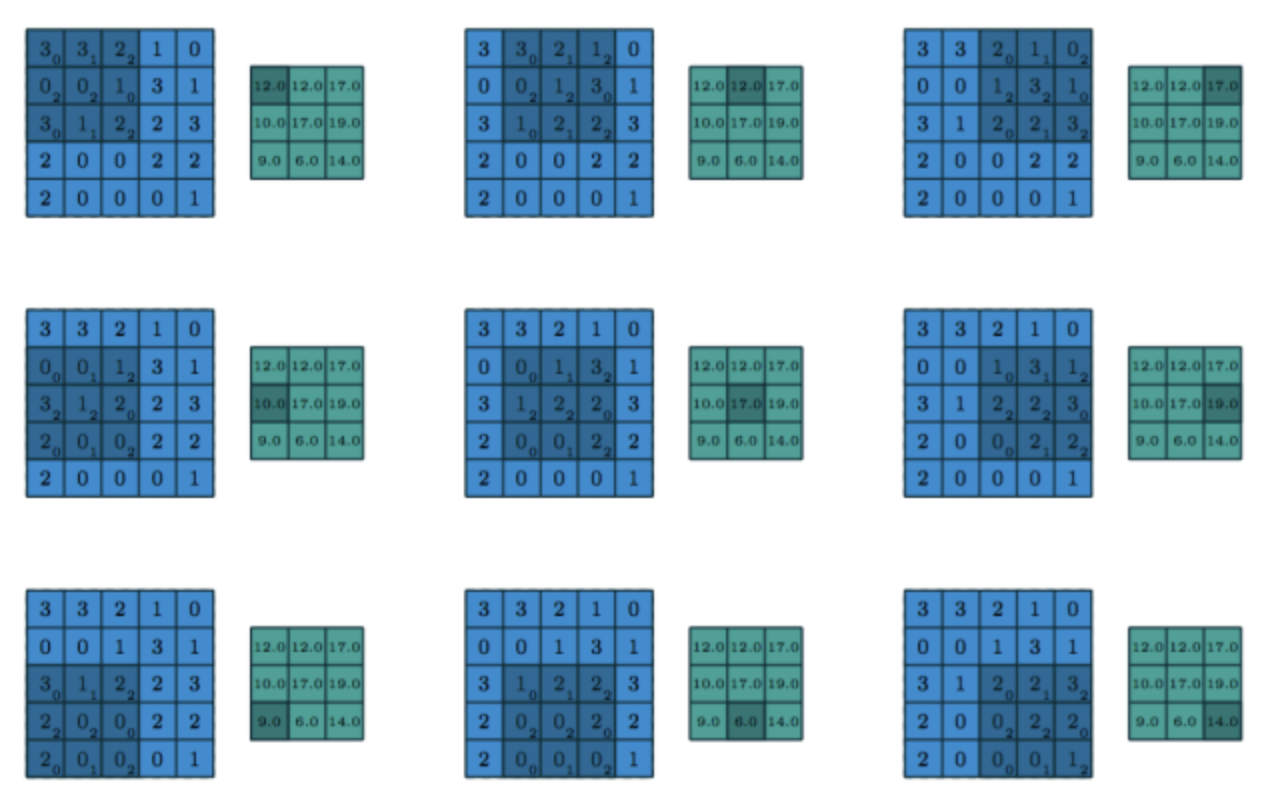 3₀ 3₁ 2₂ 1 0
0₂ 0₂ 1₀ 3 1
3₀ 1₁ 2₂ 2 3
2 0 0 2 2
2 0 0 0 1
12.0 12.0 17.0
10.0 17.0 19.0
9.0 6.0 14.0
3 3₀ 2₁ 1₂ 0
0 0₂ 1₂ 3₀ 1
3 1₀ 2₁ 2₂ 3
2 0 0 2 2
2 0 0 0 1
12.0 12.0 17.0
10.0 17.0 19.0
9.0 6.0 14.0
3 3 2₀ 1₁ 0₂
0 0 1₂ 3₂ 1₀
3 1 2₀ 2₁ 3₂
2 0 0 2 2
2 0 0 0 1
12.0 12.0 17.0
10.0 17.0 19.0
9.0 6.0 14.0
3 3 2 1 0
0₀ 0₁ 1₂ 3 1
3₂ 1₂ 2₀ 2 3
2₀ 0₁ 0₂ 2 2
2 0 0 0 1
12.0 12.0 17.0
10.0 17.0 19.0
9.0 6.0 14.0
3 3 2 1 0
0 0₀ 1₁ 3₂ 1
3 1₂ 2₂ 2₀ 3
2 0₀ 0₁ 2₂ 2
2 0 0 0 1
12.0 12.0 17.0
10.0 17.0 19.0
9.0 6.0 14.0
3 3 2 1 0
0 0 1₀ 3₁ 1₂
3 1 2₂ 2₂ 3₀
2 0 0₀ 2₁ 2₂
2 0 0 0 1
12.0 12.0 17.0
10.0 17.0 19.0
9.0 6.0 14.0
3 3 2 1 0
0 0 1 3 1
3₀ 1₁ 2₂ 2 3
2₂ 0₂ 0₀ 2 2
2₀ 0₁ 0₂ 0 1
12.0 12.0 17.0
10.0 17.0 19.0
9.0 6.0 14.0
3 3 2 1 0
0 0 1 3 1
3 1₀ 2₁ 2₂ 3
2 0₂ 0₂ 2₀ 2
2 0₀ 0₁ 0₂ 1
12.0 12.0 17.0
10.0 17.0 19.0
9.0 6.0 14.0
3 3 2 1 0
0 0 1 3 1
3 1 2₀ 2₁ 3₂
2 0 0₂ 2₂ 2₀
2 0 0₀ 0₁ 1₂
12.0 12.0 17.0
10.0 17.0 19.0
9.0 6.0 14.0